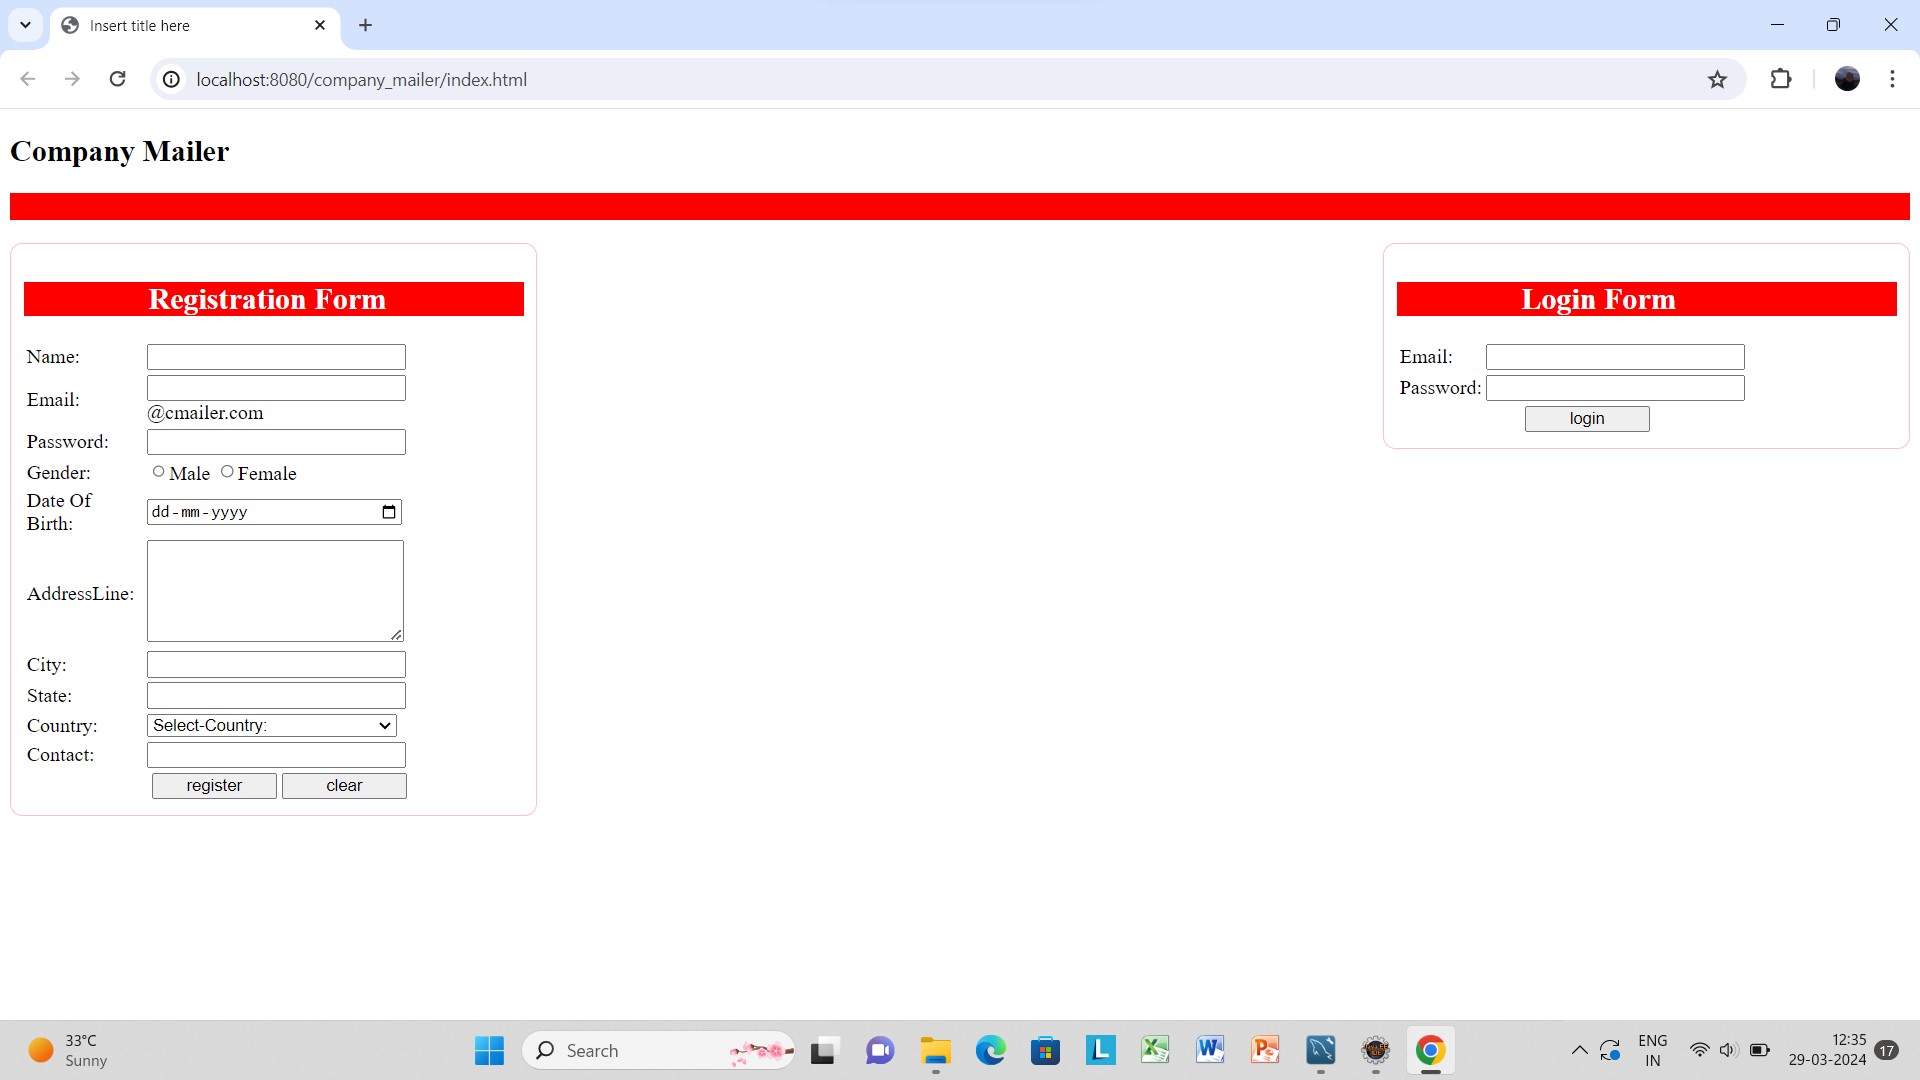 Insert title here
localhost:8080/company_mailer/index.html
Company Mailer
Registration Form
Name:
Email:
@cmailer.com
Password:
Gender: Male Female
Date Of
Birth:
dd-mm-yyyy
AddressLine:
City:
State:
Country: Select-Country:
Contact:
register clear
Login Form
Email:
Password:
login
33°C
Sunny
Search
L
X
W
P
ENG
IN
12:35
29-03-2024
17